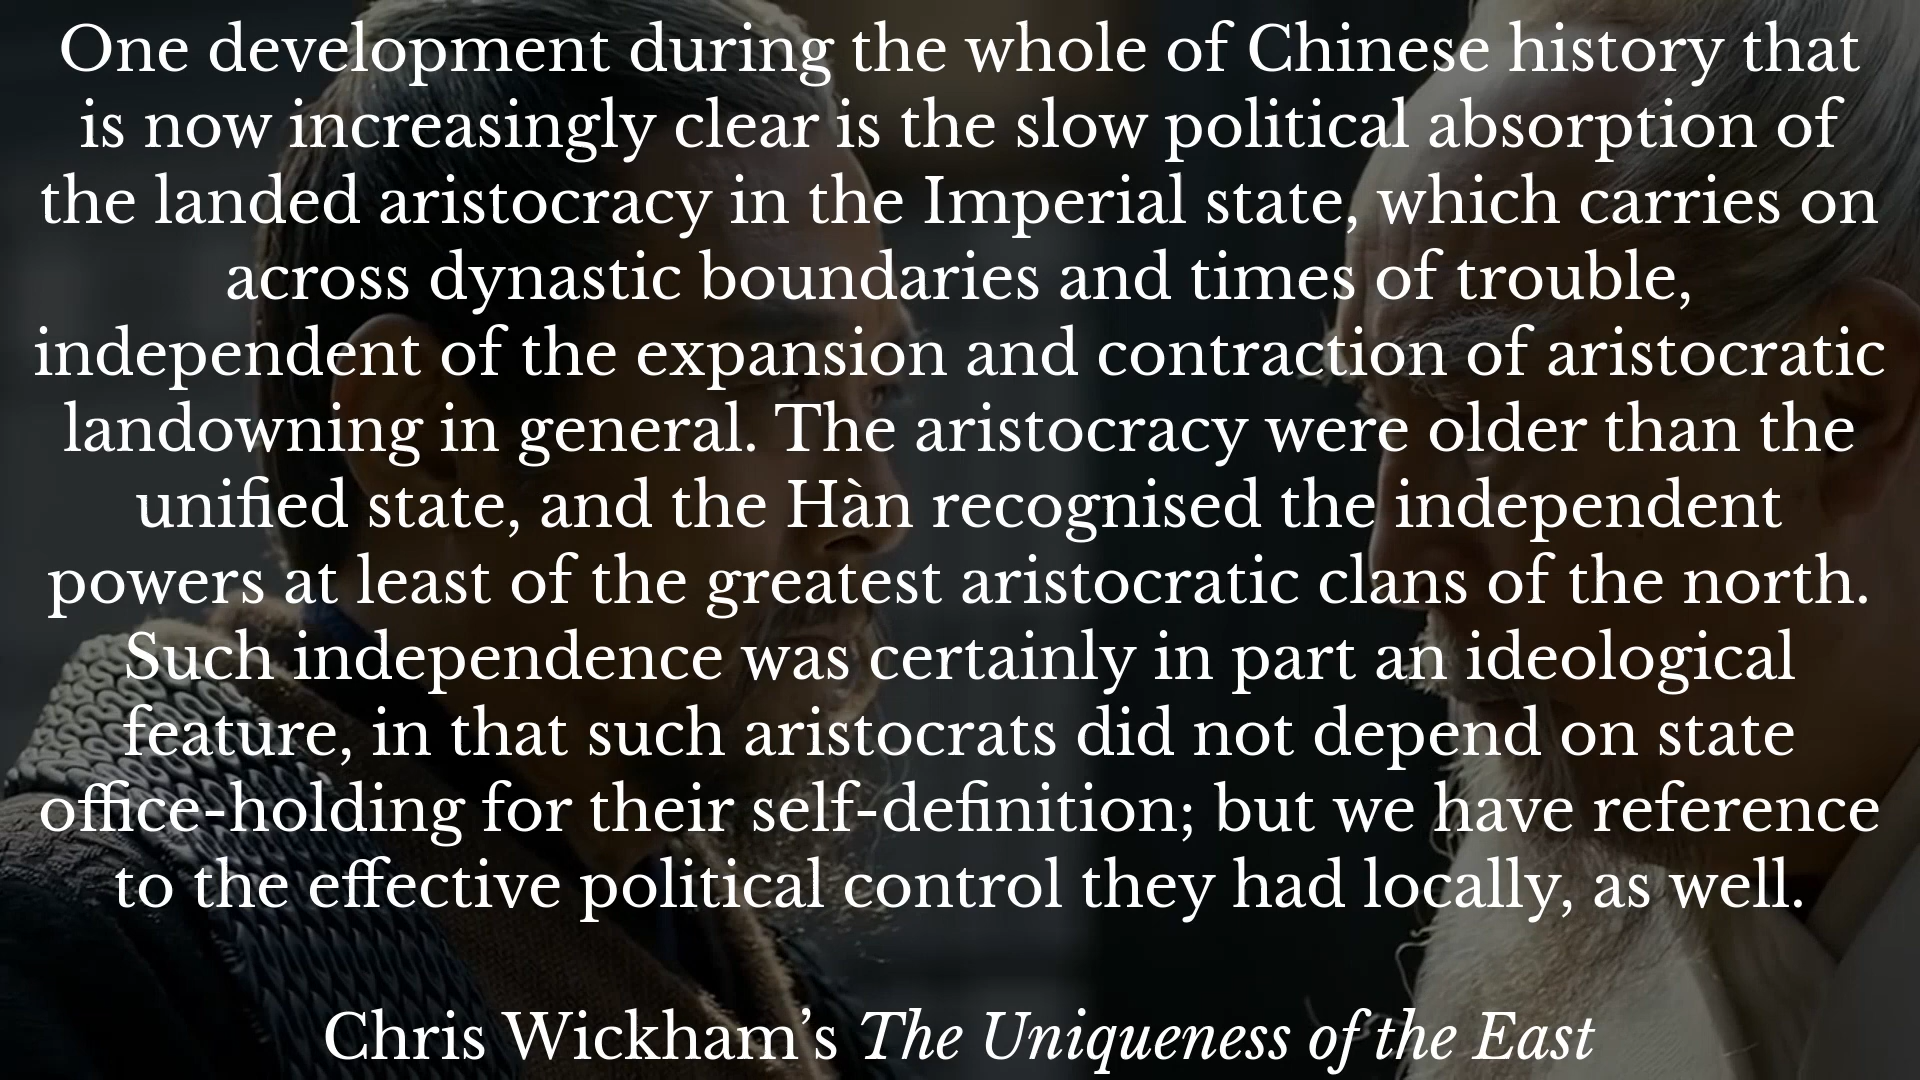 One development during the whole of Chinese history that
is now increasingly clear is the slow political absorption of
the landed aristocracy in the Imperial state, which carries on
across dynastic boundaries and times of trouble,
independent of the expansion and contraction of aristocratic
landowning in general. The aristocracy were older than the
unified state, and the Hàn recognised the independent
powers at least of the greatest aristocratic clans of the north.
Such independence was certainly in part an ideological
feature, in that such aristocrats did not depend on state
office-holding for their self-definition; but we have reference
to the effective political control they had locally, as well.
Chris Wickham’s The Uniqueness of the East